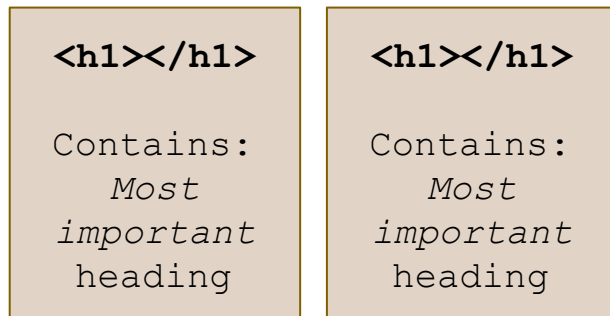 <h1></h1>
Contains:
Most
important
heading
<h1></h1>
Contains:
Most
important
heading